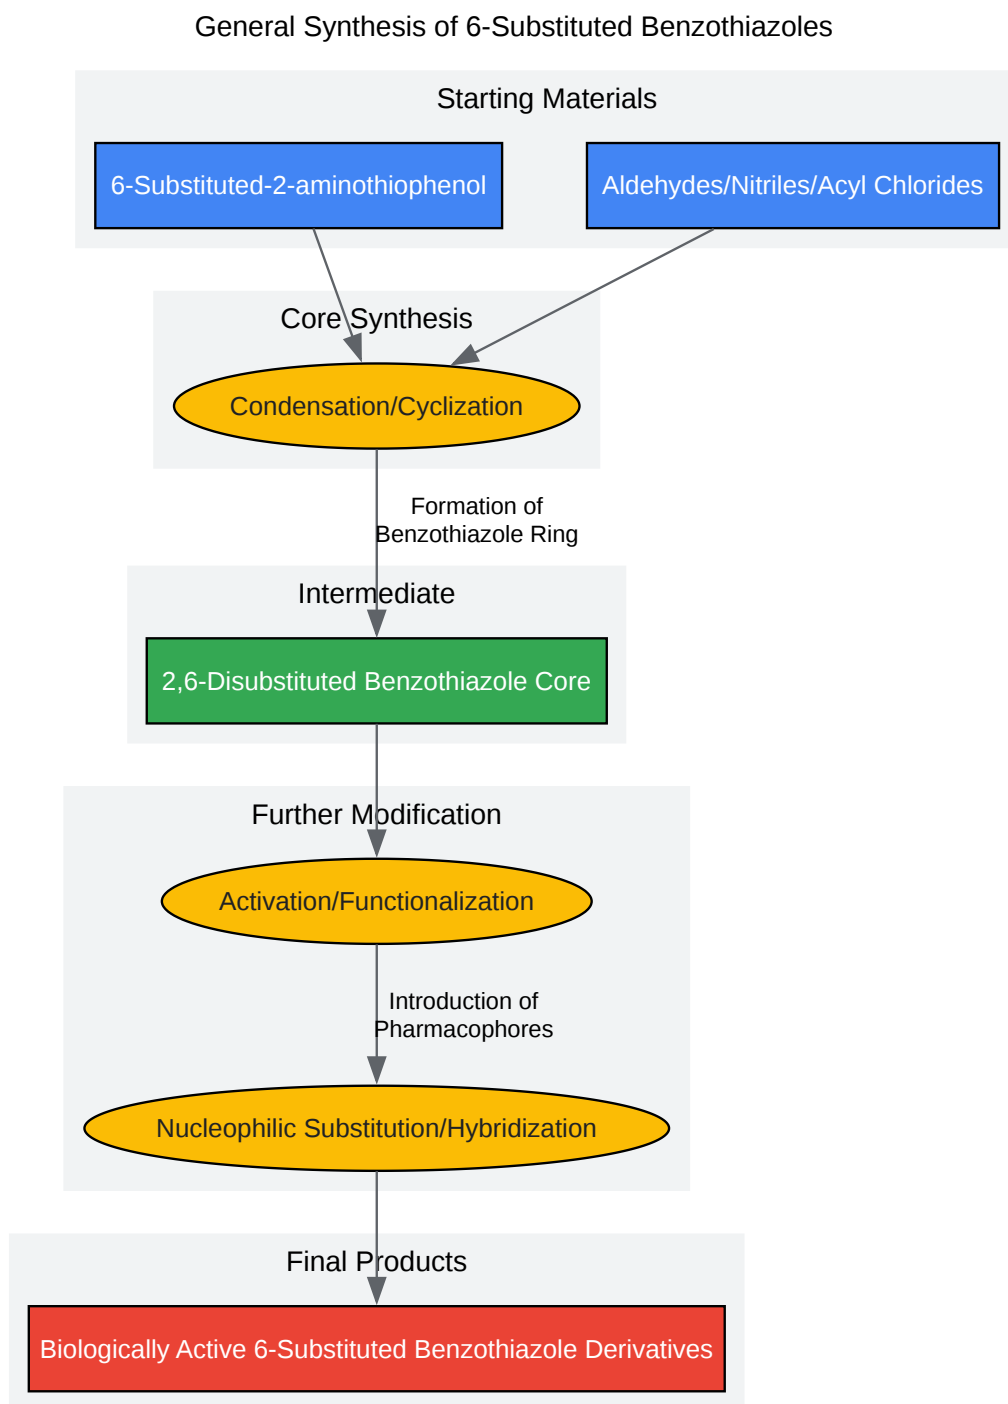 General Synthesis of 6-Substituted Benzothiazoles
Starting Materials
6-Substituted-2-aminothiophenol
Aldehydes/Nitriles/Acyl Chlorides
Core Synthesis
Condensation/Cyclization
Formation of
Benzothiazole Ring
Intermediate
2,6-Disubstituted Benzothiazole Core
Further Modification
Activation/Functionalization
Introduction of
Pharmacophores
Nucleophilic Substitution/Hybridization
Final Products
Biologically Active 6-Substituted Benzothiazole Derivatives